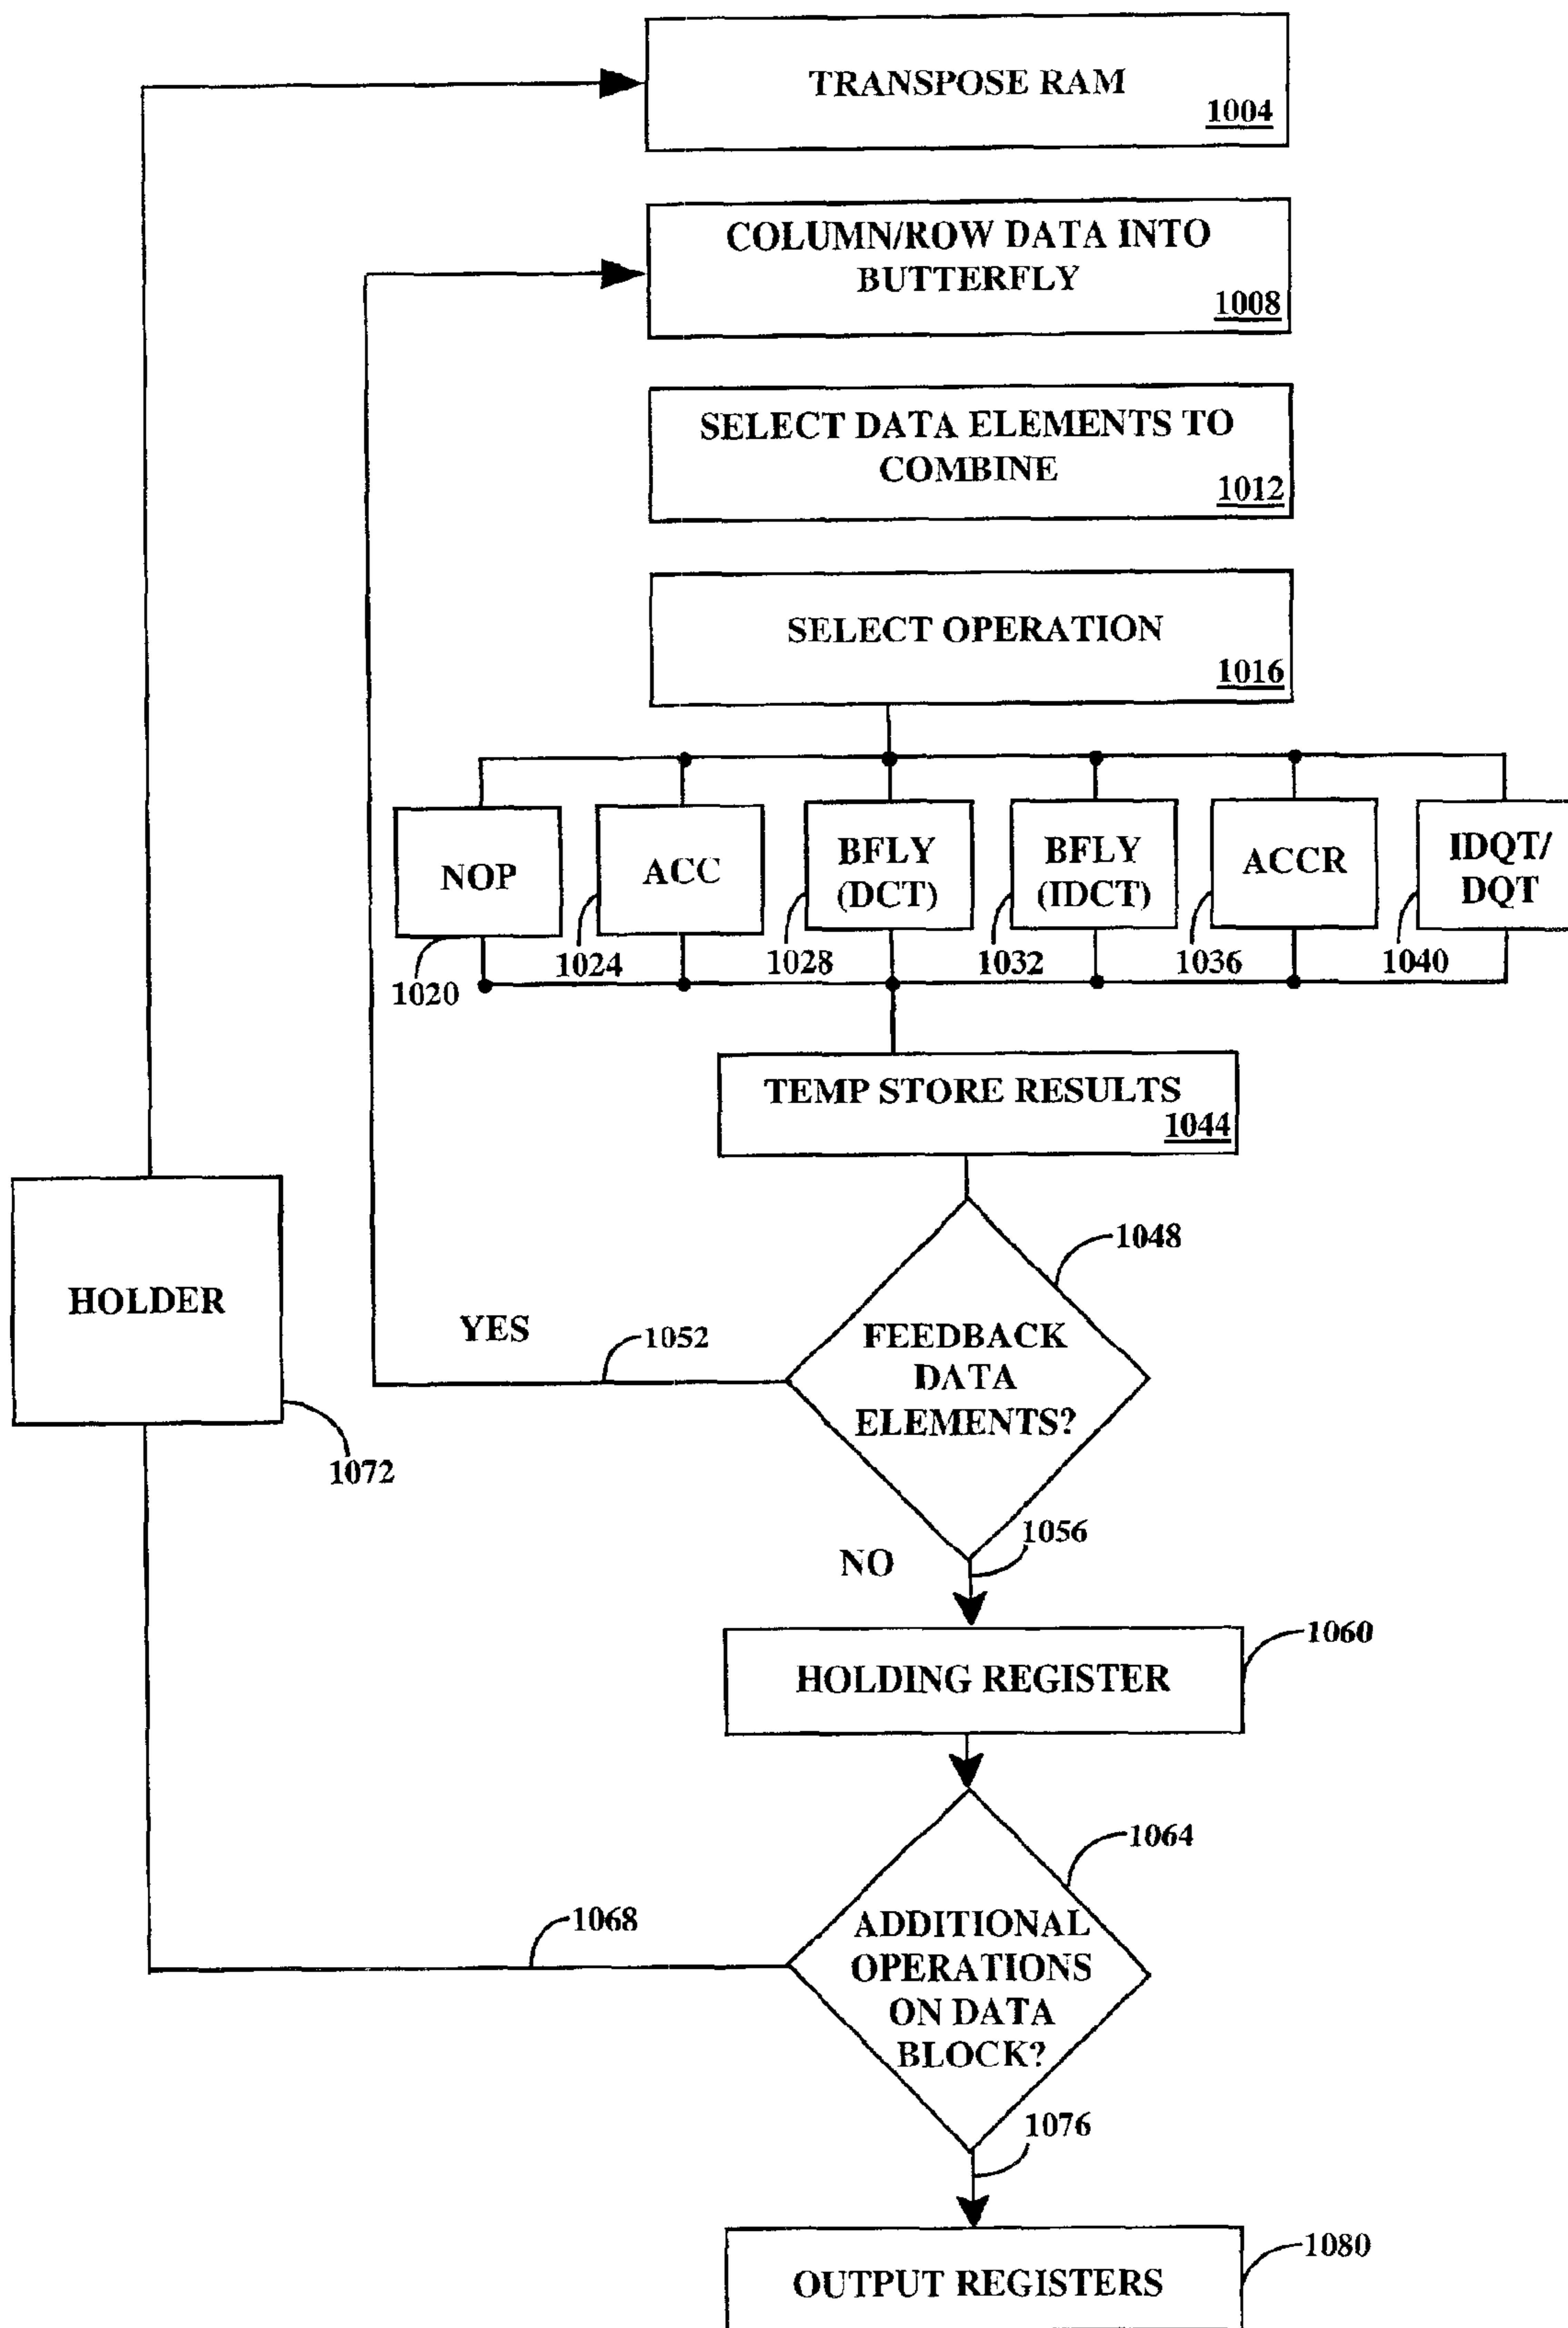 TRANSPOSE RAM
1004
COLUMN/ROW DATA INTO
BUTTERFLY
1008
SELECT DATA ELEMENTS TO
COMBINE
1012
SELECT OPERATION
1016
NOP
ACC
BFLY
(DCT)
BFLY
(IDCT)
ACCR
IDQT/
DQT
1020
1024
1028
1032
1036
1040
TEMP STORE RESULTS
1044
1048
FEEDBACK
DATA
ELEMENTS?
YES
1052
HOLDER
1072
NO
1056
HOLDING REGISTER
1060
1064
ADDITIONAL
OPERATIONS
ON DATA
BLOCK?
1068
1076
OUTPUT REGISTERS
1080